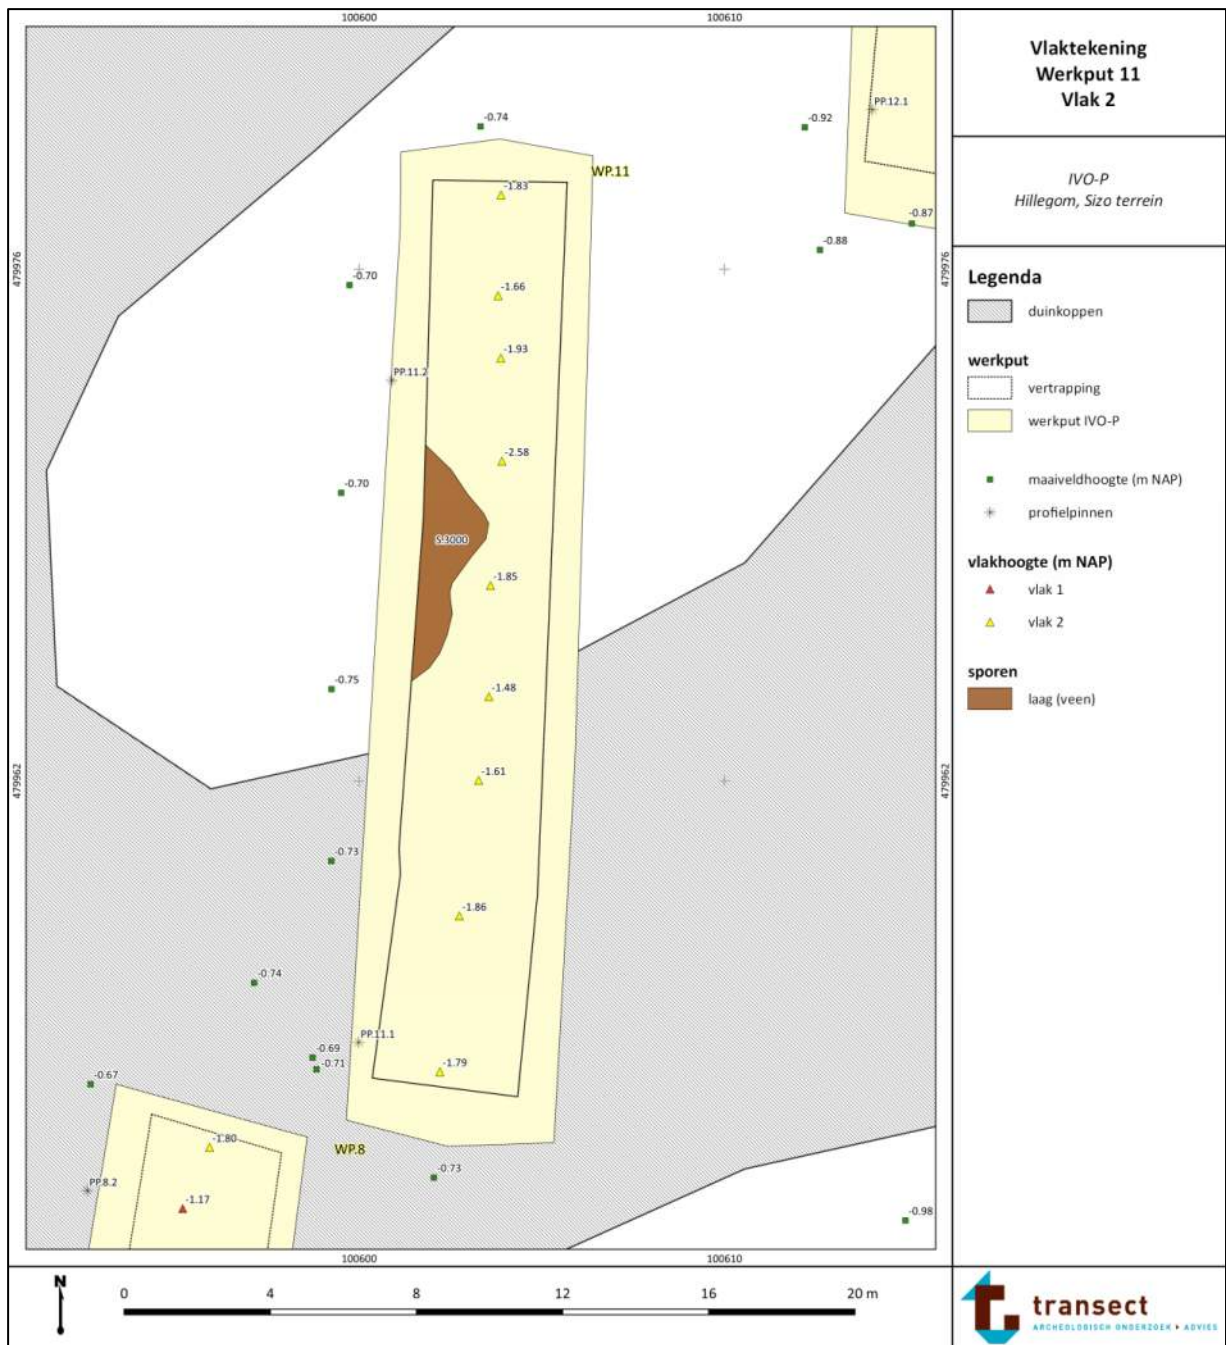 100600
100610
PP.12.1
-0.74
-0.92
WP.11
-1.83
-0.87
-0.88
479976
479976
-0.70
-1.66
-1.93
PP.11.2
-2.58
-0.70
S.3000
-1.85
-0.75
-1.48
479962
479962
-1.61
-0.73
-1.86
-0.74
PP.11.1
-0.69
-0.71
-1.79
-0.67
-1.80
WP.8
-0.73
PP.8.2
-1.17
-0.98
100600
100610
Vlaktekening
Werkput 11
Vlak 2
IVO-P
Hillegom, Sizo terrein
Legenda
duinkoppen
werkput
vertrapping
werkput IVO-P
maaiveldhoogte (m NAP)
profielpinnen
vlakhoogte (m NAP)
vlak 1
vlak 2
sporen
laag (veen)
N
0 4 8 12 16 20 m
transect
ARCHEOLOGISCH ONDERZOEK ▸ ADVIES